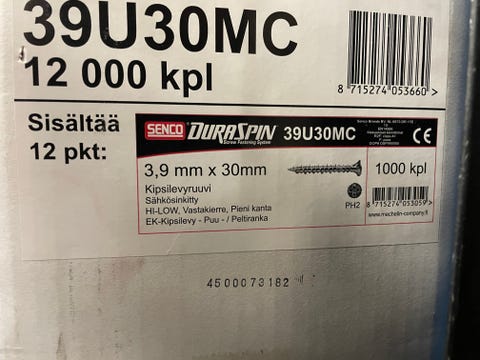 39U30MC
12 000 kpl
8 715274 053660 >
Sisältää
12 pkt:
SENCO DURASPIN 39U30MC
Screw Fastening System
CE
3,9 mm x 30mm
1000 kpl
Kipsilevyruuvi
Sähkösinkitty
HI-LOW, Vastakierre, Pieni kanta
EK-Kipsilevy - Puu - / Peltiranka
PH2
8 715274 053059 >
www.mechelin-company.fi
4500073182